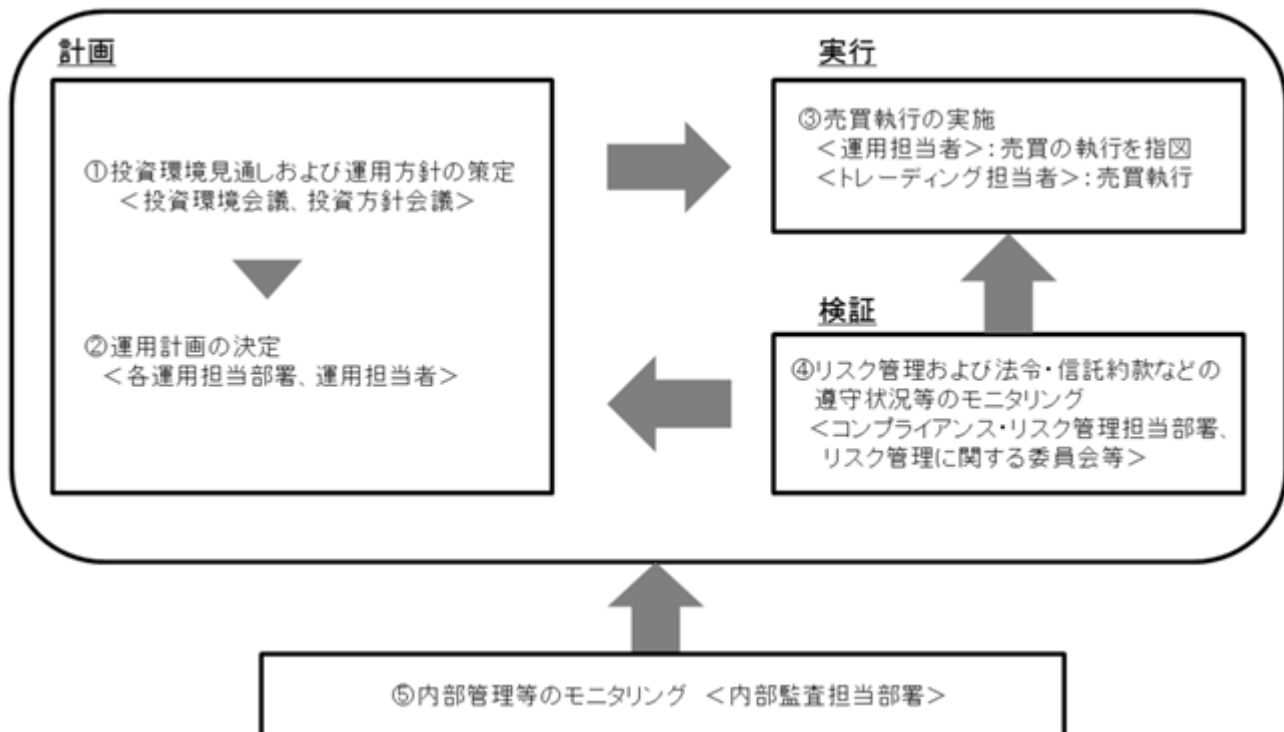 計画
①投資環境見通しおよび運用方針の策定
＜投資環境会議、投資方針会議＞
②運用計画の決定
＜各運用担当部署、運用担当者＞
実行
③売買執行の実施
＜運用担当者＞：売買の執行を指図
＜トレーディング担当者＞：売買執行
検証
④リスク管理および法令・信託約款などの
遵守状況等のモニタリング
＜コンプライアンス・リスク管理担当部署、
リスク管理に関する委員会等＞
⑤内部管理等のモニタリング ＜内部監査担当部署＞